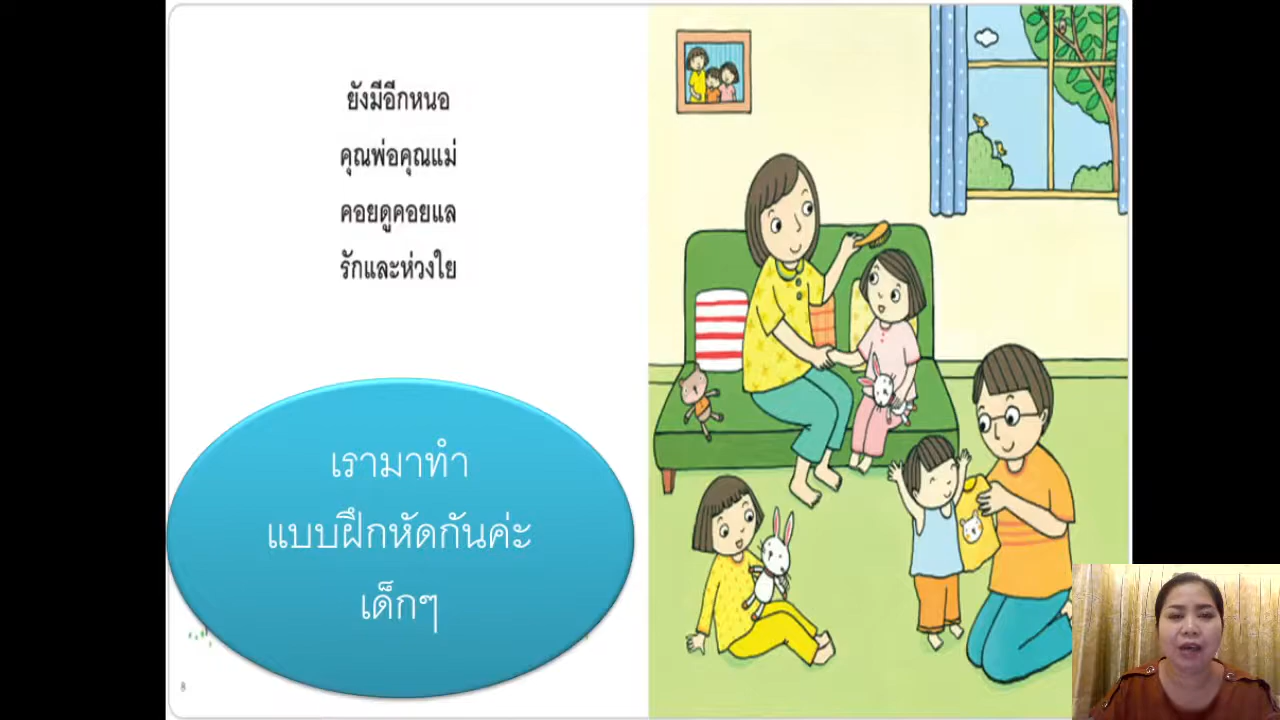 ยังมีอีกหนอ
คุณพ่อคุณแม่
คอยดูคอยแล
รักและห่วงใย
เรามาทำ
แบบฝึกหัดกันค่ะ
เด็กๆ
8